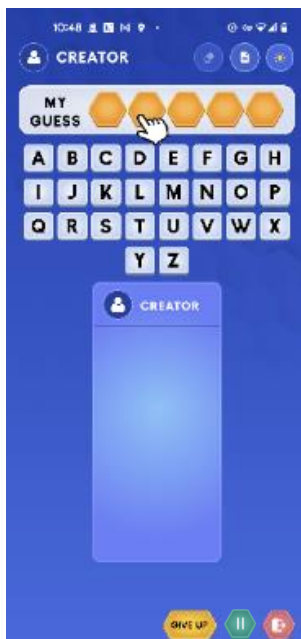 10:48
CREATOR
MY
GUESS
A B C D E F G H
I J K L M N O P
Q R S T U V W X
Y Z
CREATOR
GIVE UP